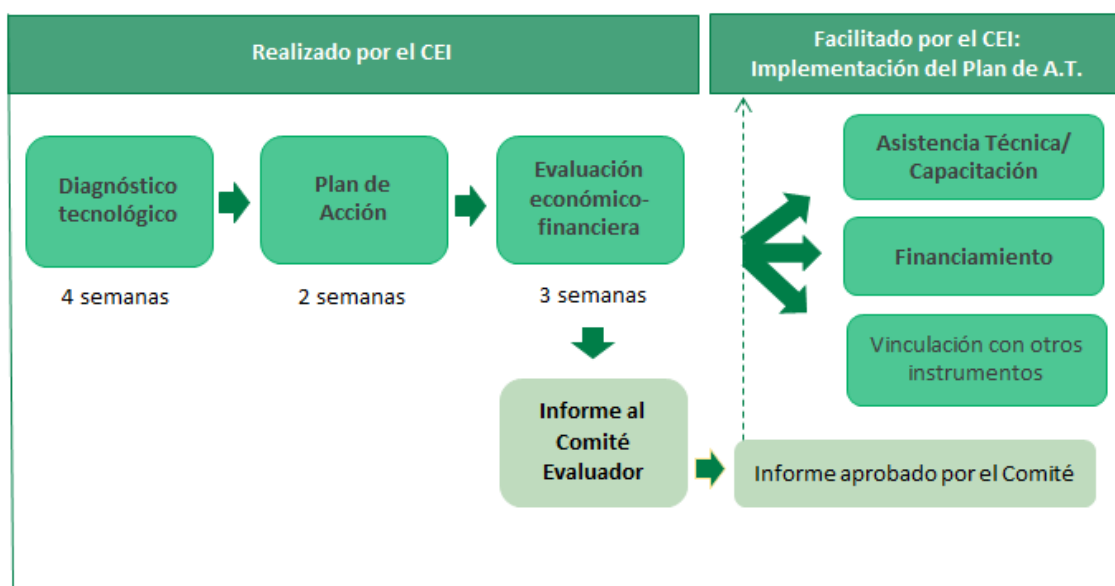 Realizado por el CEI
Facilitado por el CEI:
Implementación del Plan de A.T.
Diagnóstico
tecnológico
4 semanas
Plan de
Acción
2 semanas
Evaluación
económico-
financiera
3 semanas
Informe al
Comité
Evaluador
Informe aprobado por el Comité
Asistencia Técnica/
Capacitación
Financiamiento
Vinculación con otros
instrumentos